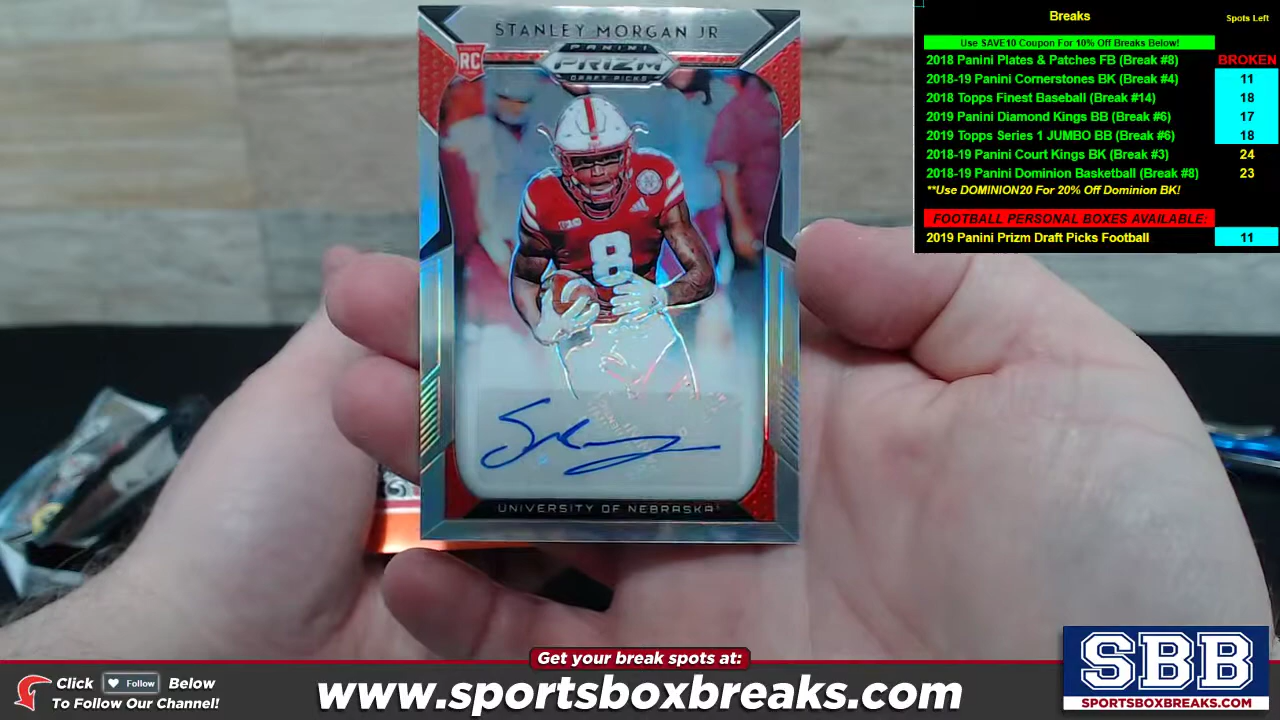 STANLEY MORGAN JR
RC
PANINI
PRIZM
DRAFT PICKS
8
UNIVERSITY OF NEBRASKA
Breaks
Spots Left
Use SAVE10 Coupon For 10% Off Breaks Below!
2018 Panini Plates & Patches FB (Break #8) BROKEN
2018-19 Panini Cornerstones BK (Break #4) 11
2018 Topps Finest Baseball (Break #14) 18
2019 Panini Diamond Kings BB (Break #6) 17
2019 Topps Series 1 JUMBO BB (Break #6) 18
2018-19 Panini Court Kings BK (Break #3) 24
2018-19 Panini Dominion Basketball (Break #8) 23
**Use DOMINION20 For 20% Off Dominion BK!
FOOTBALL PERSONAL BOXES AVAILABLE:
2019 Panini Prizm Draft Picks Football 11
Get your break spots at:
Click Follow Below
To Follow Our Channel!
www.sportsboxbreaks.com
SBB
SPORTSBOXBREAKS.COM